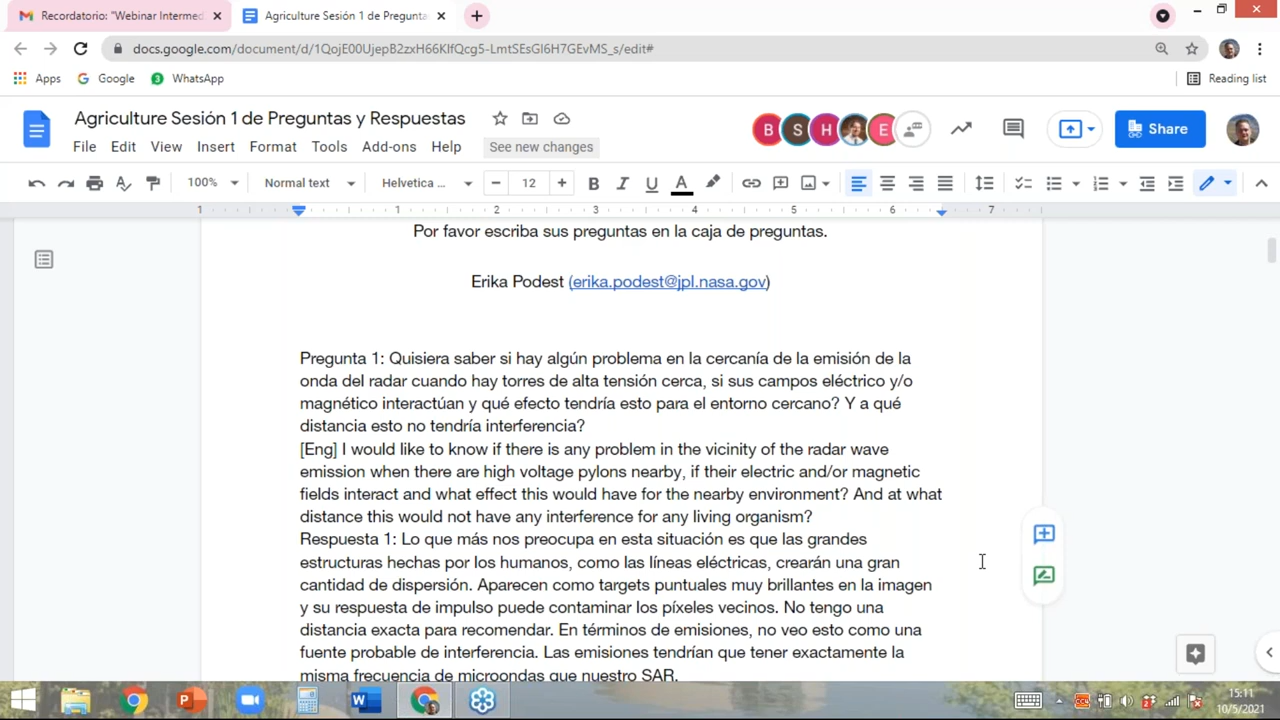 Recordatorio: "Webinar Intermed
Agriculture Sesión 1 de Pregunta
docs.google.com/document/d/1QojE00UjepB2zxH66KIfQcg5-LmtSEsGl6H7GEvMS_s/edit#
Apps
Google
WhatsApp
Reading list
Agriculture Sesión 1 de Preguntas y Respuestas
B
S
H
E
Share
File Edit View Insert Format Tools Add-ons Help See new changes
100% Normal text Helvetica ... 12 B I U A
1 1 2 3 4 5 6 7
Por favor escriba sus preguntas en la caja de preguntas.
Erika Podest (erika.podest@jpl.nasa.gov)
Pregunta 1: Quisiera saber si hay algún problema en la cercanía de la emisión de la
onda del radar cuando hay torres de alta tensión cerca, si sus campos eléctrico y/o
magnético interactúan y qué efecto tendría esto para el entorno cercano? Y a qué
distancia esto no tendría interferencia?
[Eng] I would like to know if there is any problem in the vicinity of the radar wave
emission when there are high voltage pylons nearby, if their electric and/or magnetic
fields interact and what effect this would have for the nearby environment? And at what
distance this would not have any interference for any living organism?
Respuesta 1: Lo que más nos preocupa en esta situación es que las grandes
estructuras hechas por los humanos, como las líneas eléctricas, crearán una gran
cantidad de dispersión. Aparecen como targets puntuales muy brillantes en la imagen
y su respuesta de impulso puede contaminar los píxeles vecinos. No tengo una
distancia exacta para recomendar. En términos de emisiones, no veo esto como una
fuente probable de interferencia. Las emisiones tendrían que tener exactamente la
misma frecuencia de microondas que nuestro SAR.
15:11
10/5/2021